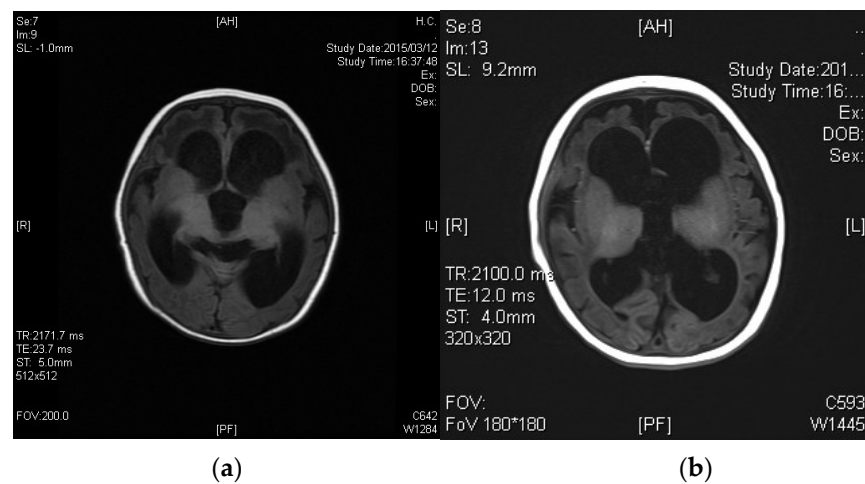 Se:7
Im:9
SL: -1.0mm
[AH]
H.C.
.
Study Date:2015/03/12
Study Time:16:37:48
Ex:
DOB:
Sex:
[R]
[L]
TR:2171.7 ms
TE:23.7 ms
ST: 5.0mm
512x512
FOV:200.0
[PF]
C642
W1284
(a)
Se:8
Im:13
SL: 9.2mm
[AH]
..
.
Study Date:201...
Study Time:16:...
Ex:
DOB:
Sex:
[R]
[L]
TR:2100.0 ms
TE:12.0 ms
ST: 4.0mm
320x320
FOV:
FoV 180*180
[PF]
C593
W1445
(b)